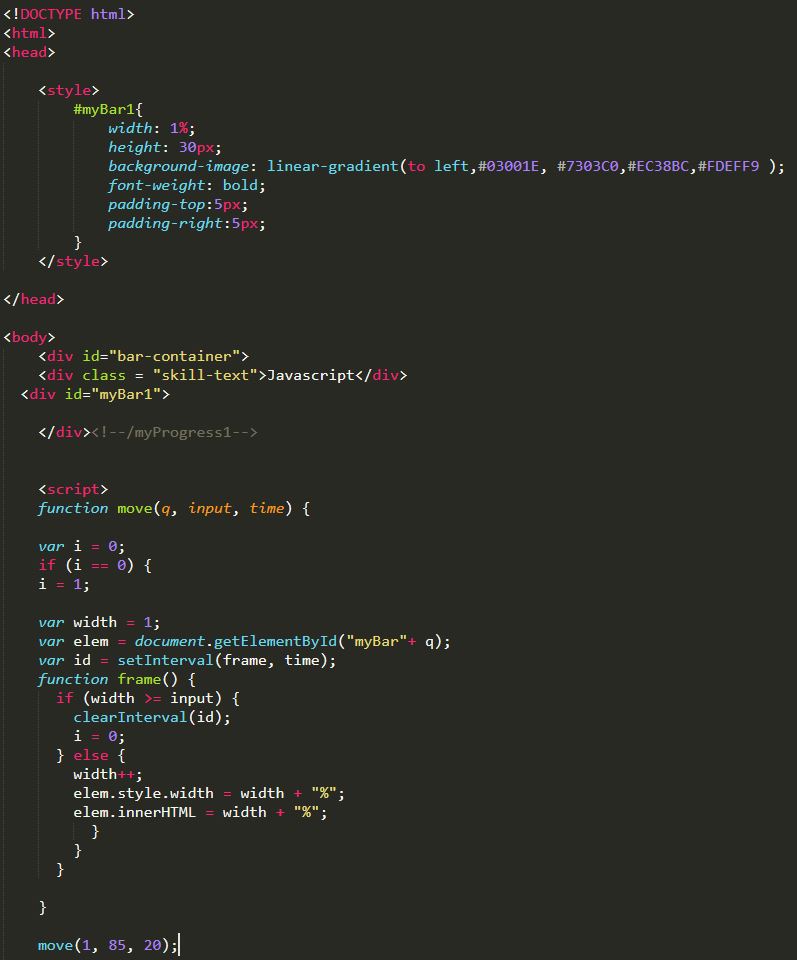 <!DOCTYPE html>
<html>
<head>
<style>
#myBar1{
width: 1%;
height: 30px;
background-image: linear-gradient(to left,#03001E, #7303C0,#EC38BC,#FDEFF9 );
font-weight: bold;
padding-top:5px;
padding-right:5px;
}
</style>
</head>
<body>
<div id="bar-container">
<div class = "skill-text">Javascript</div>
<div id="myBar1">
</div><!--/myProgress1-->
<script>
function move(q, input, time) {
var i = 0;
if (i == 0) {
i = 1;
var width = 1;
var elem = document.getElementById("myBar"+ q);
var id = setInterval(frame, time);
function frame() {
if (width >= input) {
clearInterval(id);
i = 0;
} else {
width++;
elem.style.width = width + "%";
elem.innerHTML = width + "%";
}
}
}
}
move(1, 85, 20);